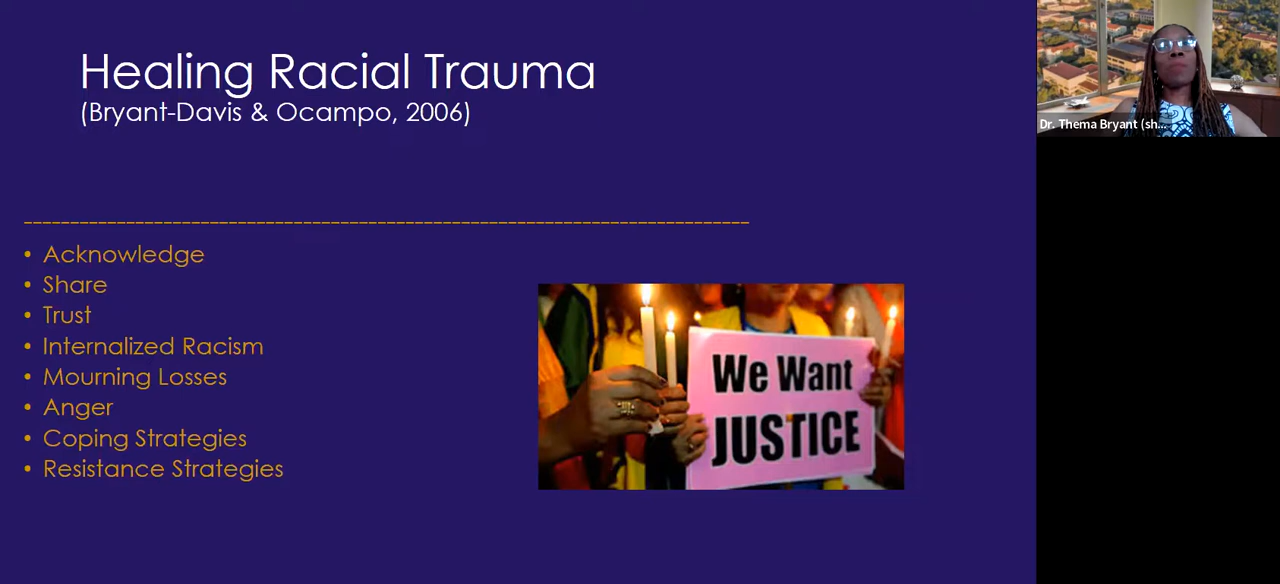 Healing Racial Trauma
(Bryant-Davis & Ocampo, 2006)
• Acknowledge
• Share
• Trust
• Internalized Racism
• Mourning Losses
• Anger
• Coping Strategies
• Resistance Strategies
We Want
JUSTICE
Dr. Thema Bryant (sh...